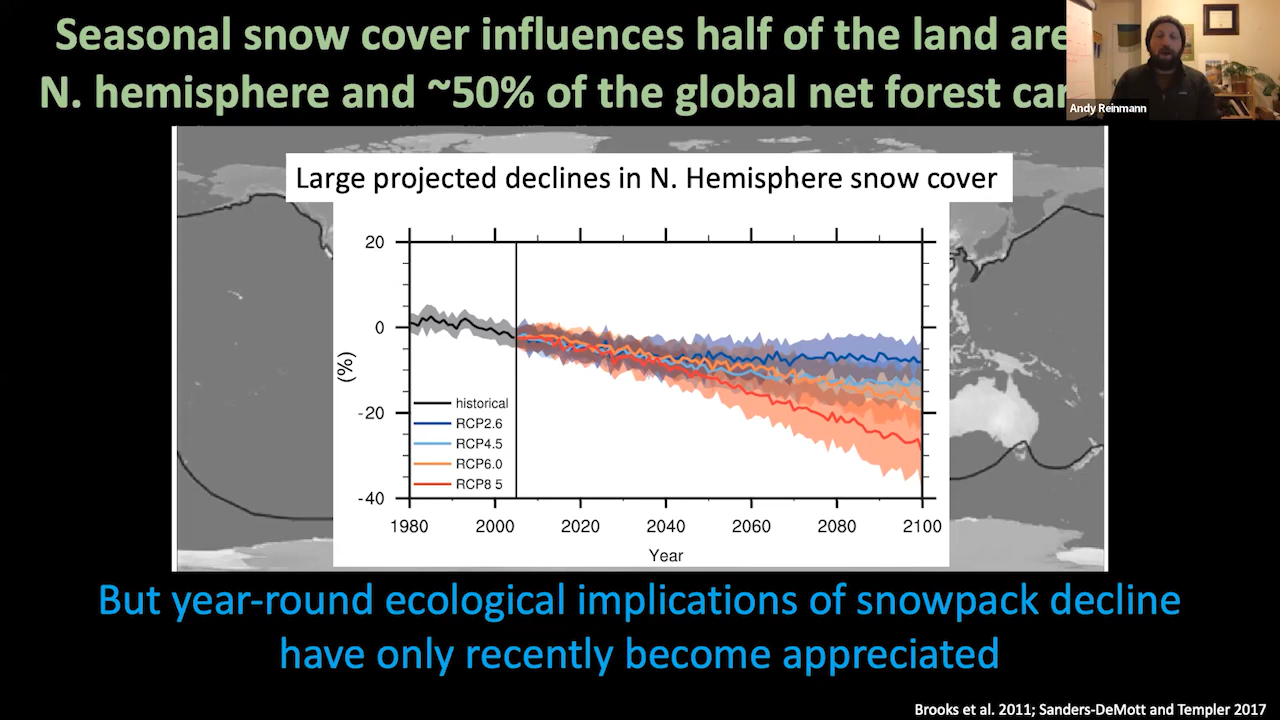 Seasonal snow cover influences half of the land
N. hemisphere and ~50% of the global net forest
Andy Reinmann
Large projected declines in N. Hemisphere snow cover
20
0
-20
-40
(%)
historical
RCP2.6
RCP4.5
RCP6.0
RCP8 5
1980 2000 2020 2040 2060 2080 2100
Year
But year-round ecological implications of snowpack decline
have only recently become appreciated
Brooks et al. 2011; Sanders-DeMott and Templer 2017